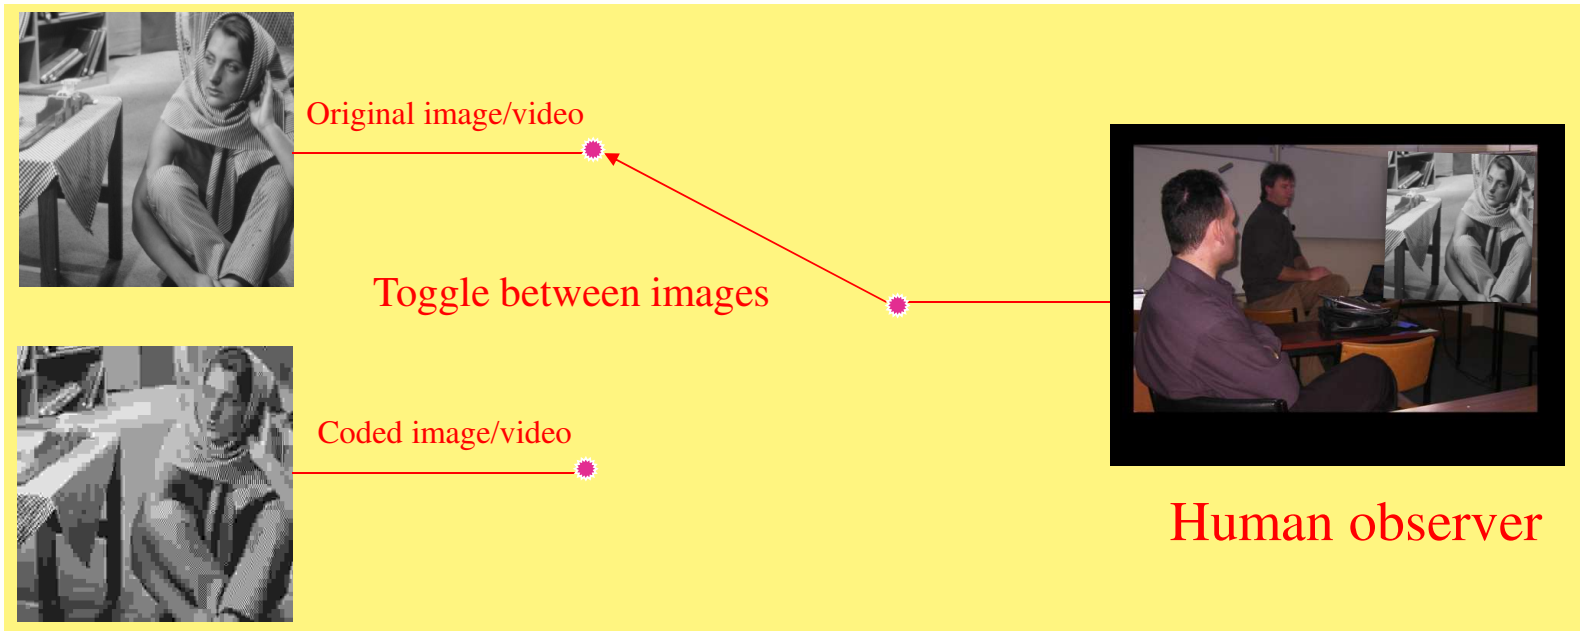 Original image/video
Toggle between images
Coded image/video
Human observer